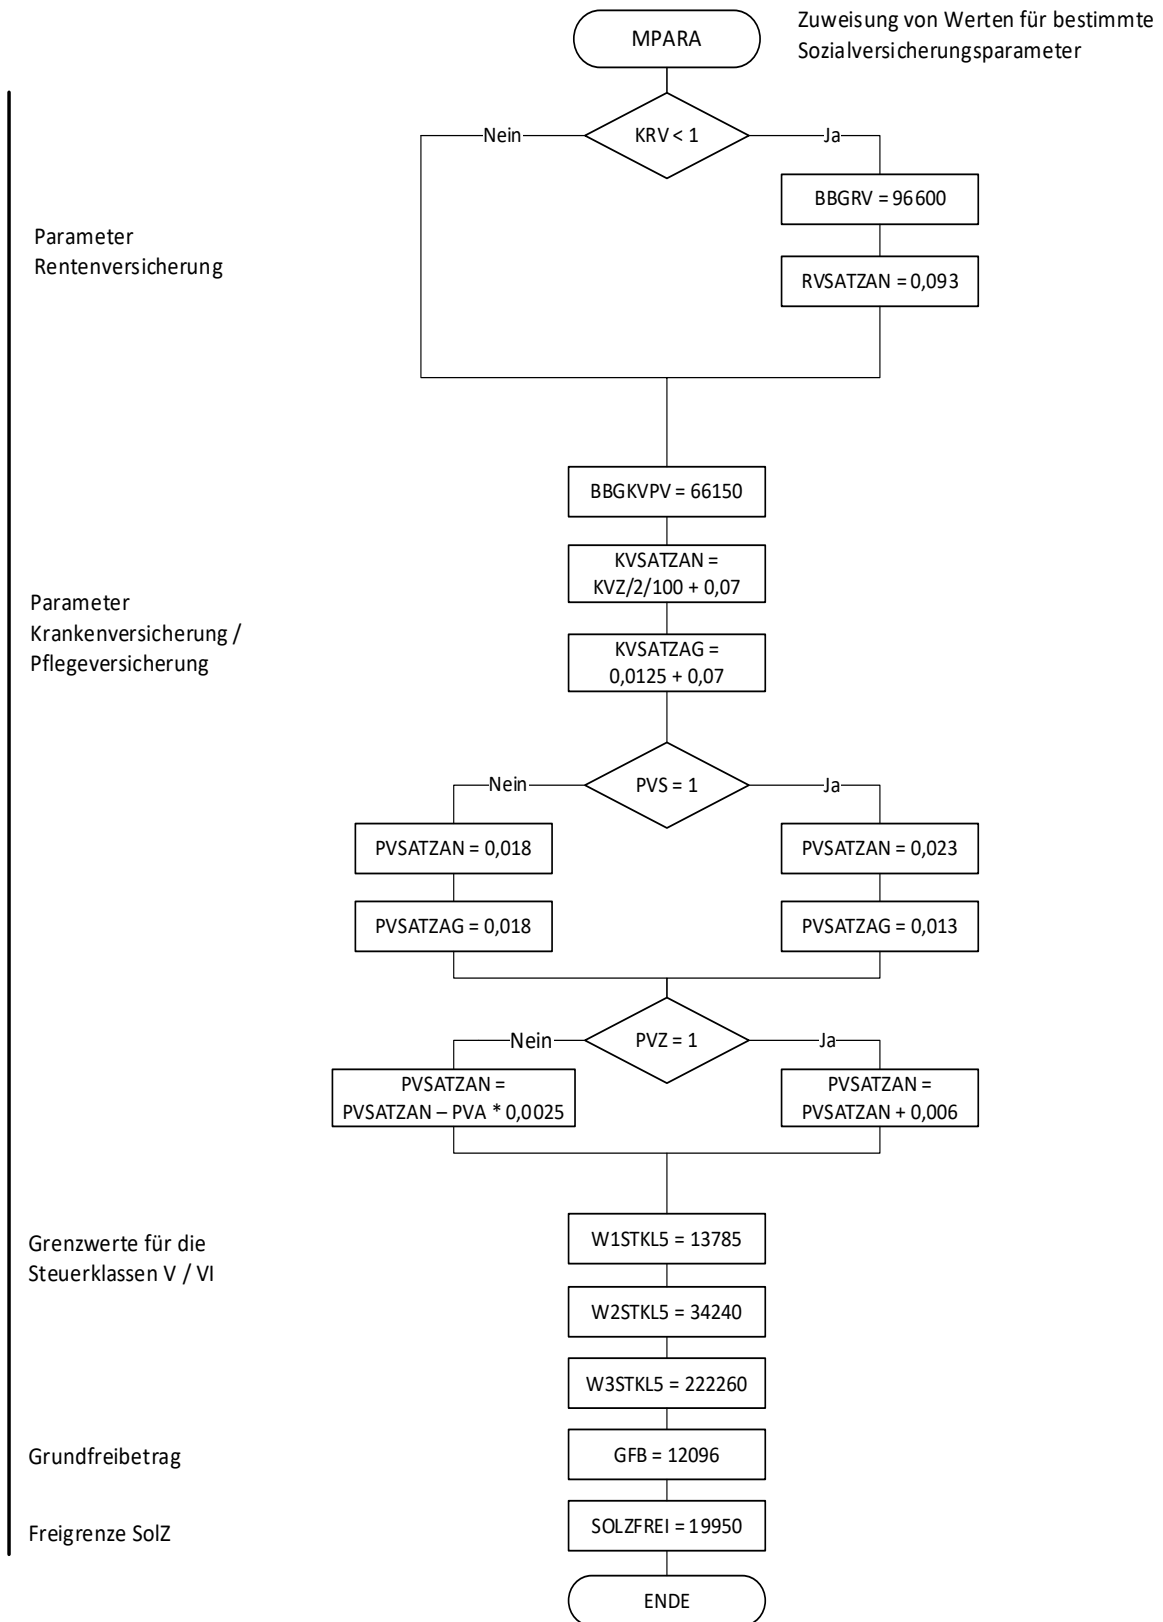 MPARA
Zuweisung von Werten für bestimmte
Sozialversicherungsparameter
Nein
KRV < 1
Ja
BBGRV = 96600
Parameter
Rentenversicherung
RVSATZAN = 0,093
BBGKVPV = 66150
KVSATZAN =
KVZ/2/100 + 0,07
Parameter
Krankenversicherung /
Pflegeversicherung
KVSATZAG =
0,0125 + 0,07
Nein
PVS = 1
Ja
PVSATZAN = 0,018
PVSATZAN = 0,023
PVSATZAG = 0,018
PVSATZAG = 0,013
Nein
PVZ = 1
Ja
PVSATZAN =
PVSATZAN – PVA * 0,0025
PVSATZAN =
PVSATZAN + 0,006
Grenzwerte für die
Steuerklassen V / VI
W1STKL5 = 13785
W2STKL5 = 34240
W3STKL5 = 222260
Grundfreibetrag
GFB = 12096
Freigrenze SolZ
SOLZFREI = 19950
ENDE